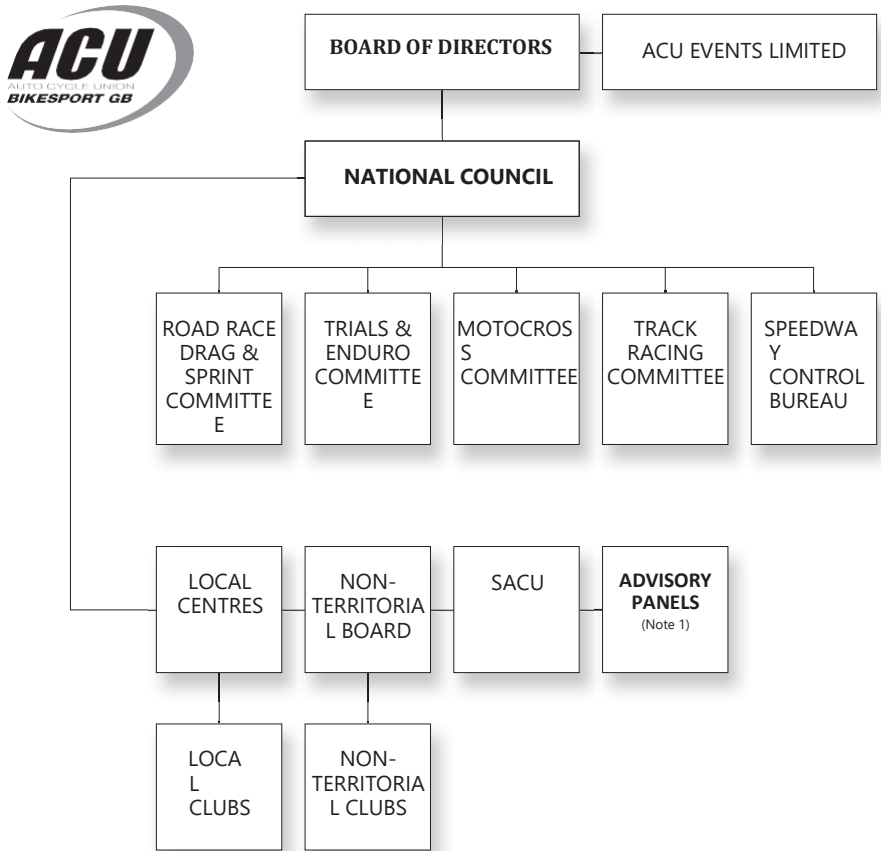 ACU
AUTO CYCLE UNION
BIKESPORT GB
BOARD OF DIRECTORS
ACU EVENTS LIMITED
NATIONAL COUNCIL
ROAD RACE
DRAG &
SPRINT
COMMITTE
E
TRIALS &
ENDURO
COMMITTE
E
MOTOCROS
S
COMMITTEE
TRACK
RACING
COMMITTEE
SPEEDWA
Y
CONTROL
BUREAU
LOCAL
CENTRES
NON-
TERRITORIA
L BOARD
SACU
ADVISORY
PANELS
(Note 1)
LOCA
L
CLUBS
NON-
TERRITORIA
L CLUBS